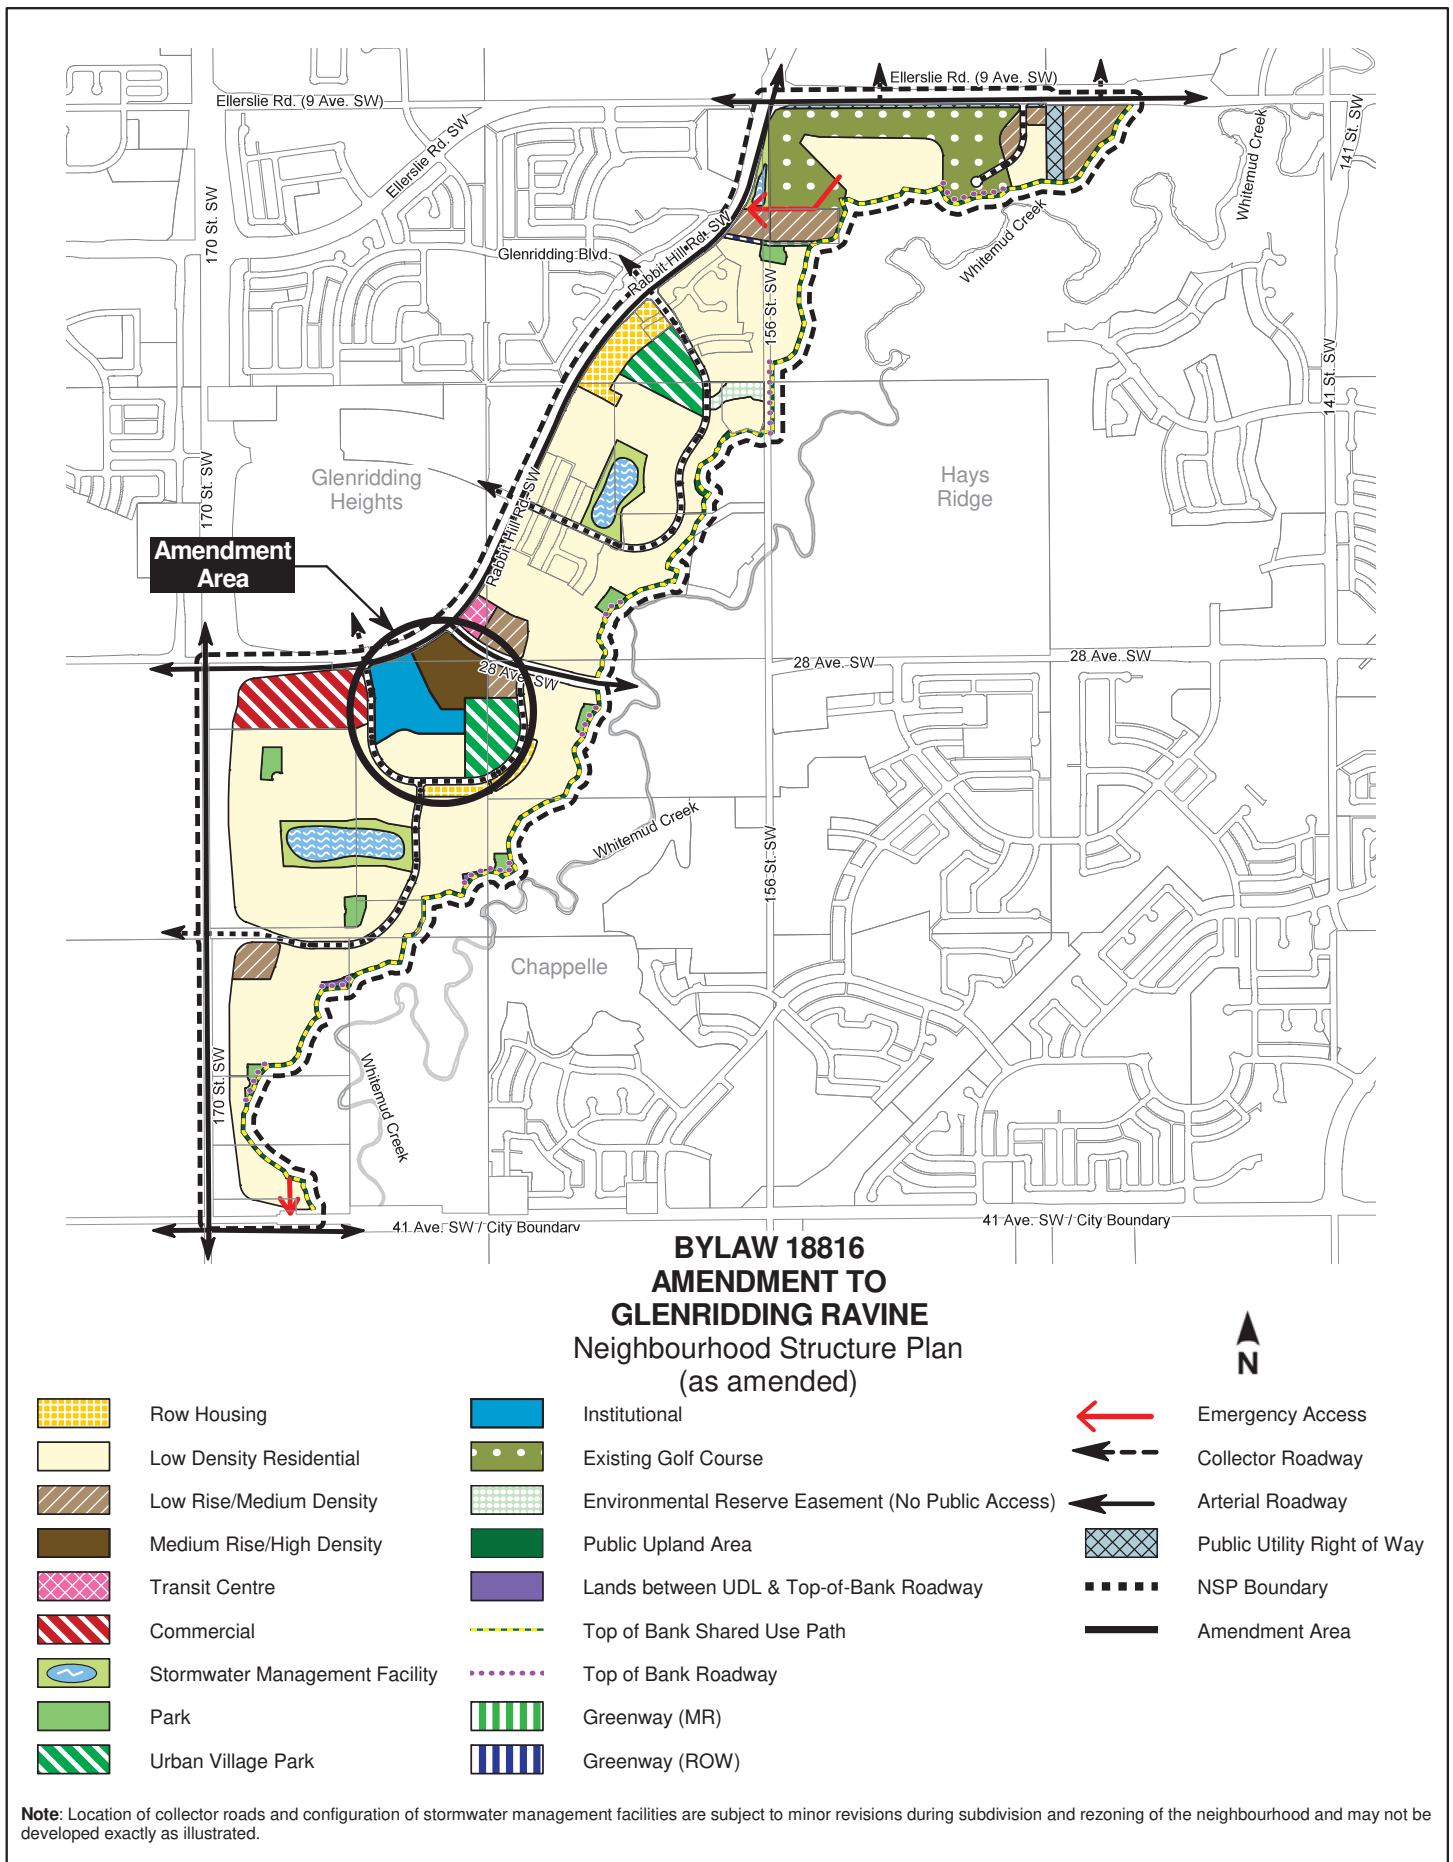 Ellerslie Rd. (9 Ave. SW)
Ellerslie Rd. (9 Ave. SW)
Ellerslie Rd. SW
141 St. SW
Whitemud Creek
170 St. SW
Whitemud Creek
Rabbit Hill Rd. SW
Glenridding Blvd.
156 St. SW
141 St. SW
Glenridding
Heights
Hays
Ridge
170 St. SW
Rabbit Hill Rd. SW
Amendment
Area
28 Ave. SW
28 Ave. SW
28 Ave. SW
Whitemud Creek
156 St. SW
Chappelle
170 St. SW
Whitemud Creek
41 Ave. SW / City Boundary
41 Ave. SW / City Boundary
BYLAW 18816
AMENDMENT TO
GLENRIDDING RAVINE
Neighbourhood Structure Plan
(as amended)
N
Row Housing
Low Density Residential
Low Rise/Medium Density
Medium Rise/High Density
Transit Centre
Commercial
Stormwater Management Facility
Park
Urban Village Park
Institutional
Existing Golf Course
Environmental Reserve Easement (No Public Access)
Public Upland Area
Lands between UDL & Top-of-Bank Roadway
Top of Bank Shared Use Path
Top of Bank Roadway
Greenway (MR)
Greenway (ROW)
Emergency Access
Collector Roadway
Arterial Roadway
Public Utility Right of Way
NSP Boundary
Amendment Area
Note: Location of collector roads and configuration of stormwater management facilities are subject to minor revisions during subdivision and rezoning of the neighbourhood and may not be
developed exactly as illustrated.